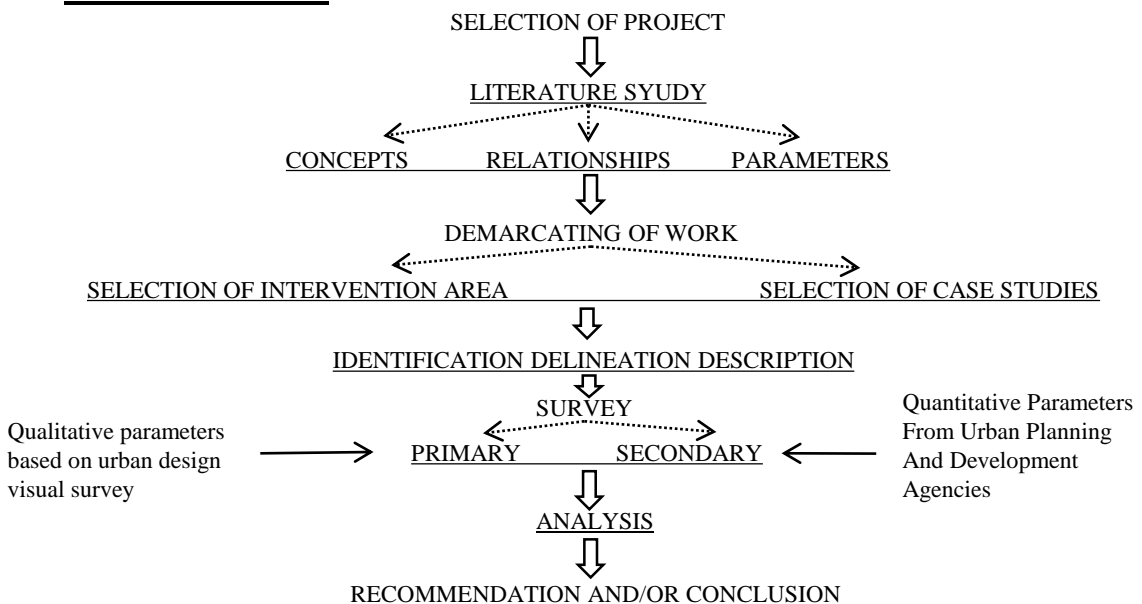 SELECTION OF PROJECT
LITERATURE SYUDY
CONCEPTS RELATIONSHIPS PARAMETERS
DEMARCATING OF WORK
SELECTION OF INTERVENTION AREA SELECTION OF CASE STUDIES
IDENTIFICATION DELINEATION DESCRIPTION
SURVEY
PRIMARY SECONDARY
Qualitative parameters
based on urban design
visual survey
Quantitative Parameters
From Urban Planning
And Development
Agencies
ANALYSIS
RECOMMENDATION AND/OR CONCLUSION